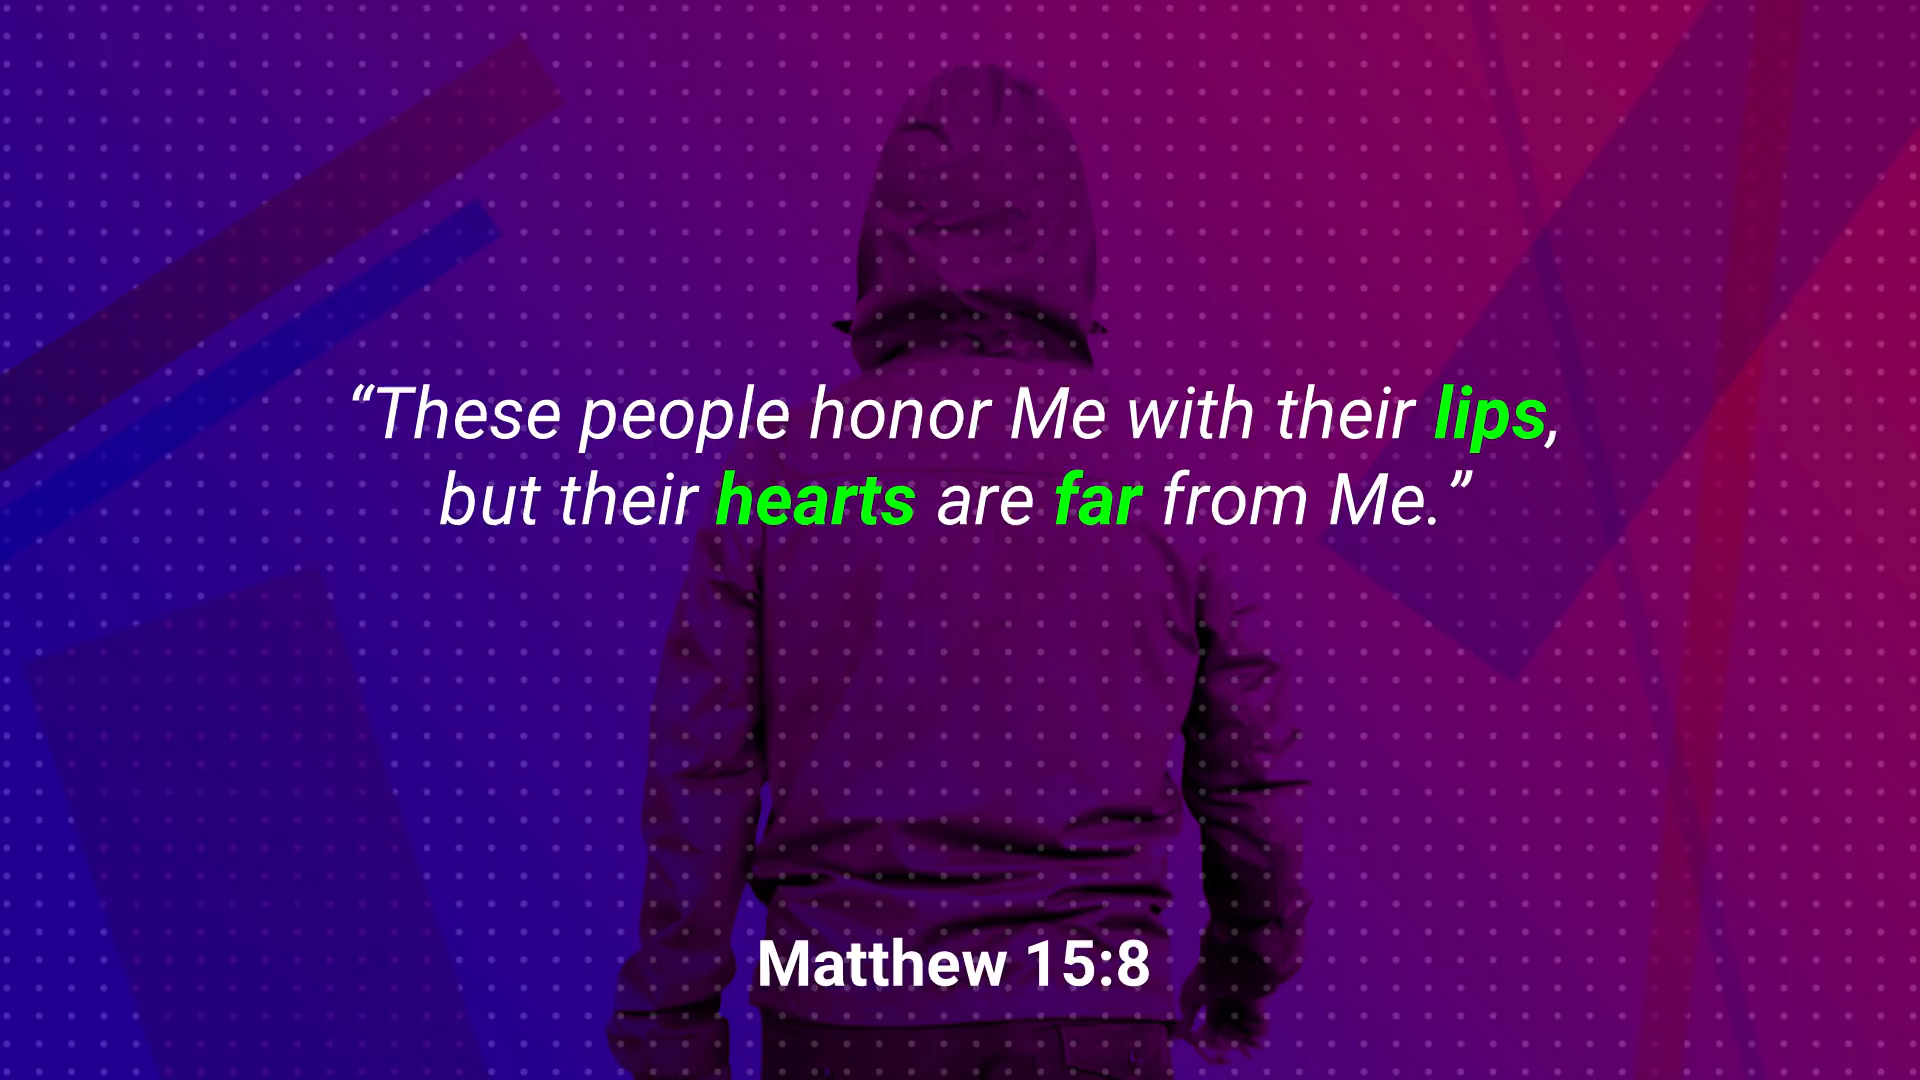 “These people honor Me with their lips,
but their hearts are far from Me.”
Matthew 15:8